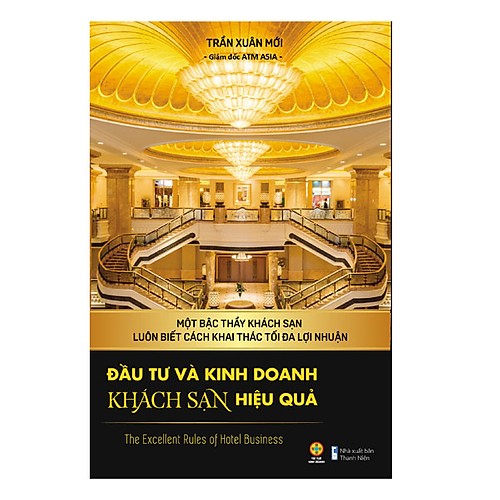 TRẦN XUÂN MỚI
- Giám đốc ATM ASIA -
MỘT BẬC THẦY KHÁCH SẠN
LUÔN BIẾT CÁCH KHAI THÁC TỐI ĐA LỢI NHUẬN
ĐẦU TƯ VÀ KINH DOANH
KHÁCH SẠN HIỆU QUẢ
The Excellent Rules of Hotel Business
Nhà xuất bản
Thanh Niên